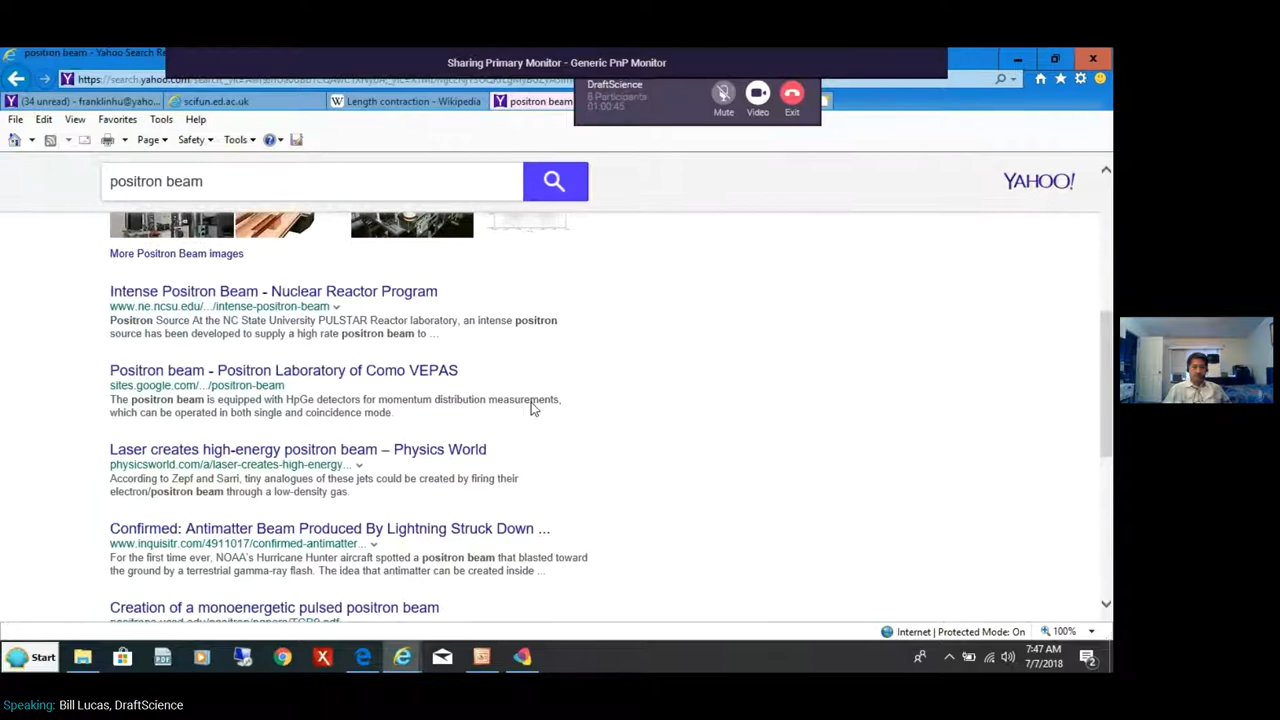 positron beam - Yahoo Search Re
Sharing Primary Monitor - Generic PnP Monitor
https://search.yahoo.com/
DraftScience
8 Participants
01:00:45
Mute
Video
Exit
(34 unread) - franklinhu@yaho...
scifun.ed.ac.uk
Length contraction - Wikipedia
positron beam
File Edit View Favorites Tools Help
Page Safety Tools
positron beam
YAHOO!
More Positron Beam images
Intense Positron Beam - Nuclear Reactor Program
www.ne.ncsu.edu/.../intense-positron-beam
Positron Source At the NC State University PULSTAR Reactor laboratory, an intense positron
source has been developed to supply a high rate positron beam to ...
Positron beam - Positron Laboratory of Como VEPAS
sites.google.com/.../positron-beam
The positron beam is equipped with HpGe detectors for momentum distribution measurements,
which can be operated in both single and coincidence mode.
Laser creates high-energy positron beam – Physics World
physicsworld.com/a/laser-creates-high-energy...
According to Zepf and Sarri, tiny analogues of these jets could be created by firing their
electron/positron beam through a low-density gas.
Confirmed: Antimatter Beam Produced By Lightning Struck Down ...
www.inquisitr.com/4911017/confirmed-antimatter...
For the first time ever, NOAA's Hurricane Hunter aircraft spotted a positron beam that blasted toward
the ground by a terrestrial gamma-ray flash. The idea that antimatter can be created inside ...
Creation of a monoenergetic pulsed positron beam
Internet | Protected Mode: On
100%
Start
PDF
7:47 AM
7/7/2018
2
Speaking: Bill Lucas, DraftScience